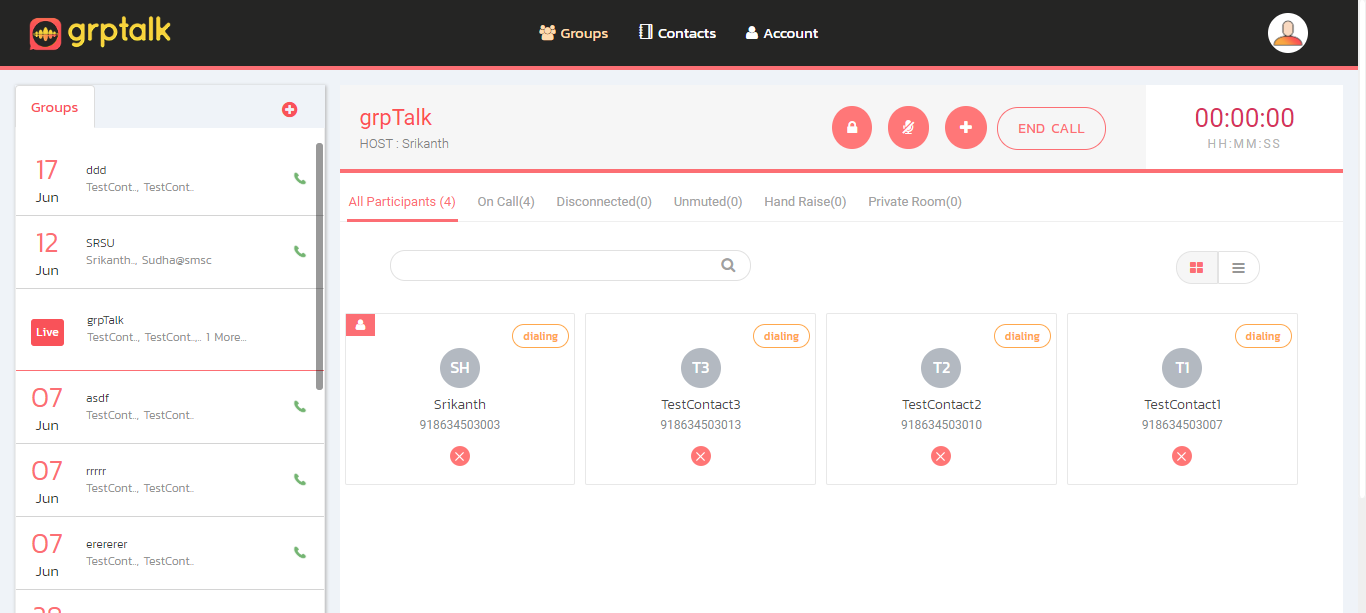 grptalk
Groups
Contacts
Account
Groups
17
Jun
ddd
TestCont.., TestCont..
12
Jun
SRSU
Srikanth.., Sudha@smsc
Live
grpTalk
TestCont.., TestCont..,.. 1 More...
07
Jun
asdf
TestCont.., TestCont..
07
Jun
rrrrr
TestCont.., TestCont..
07
Jun
erererer
TestCont.., TestCont..
grpTalk
HOST : Srikanth
END CALL
00:00:00
HH:MM:SS
All Participants (4)
On Call(4)
Disconnected(0)
Unmuted(0)
Hand Raise(0)
Private Room(0)
dialing
SH
Srikanth
918634503003
dialing
T3
TestContact3
918634503013
dialing
T2
TestContact2
918634503010
dialing
T1
TestContact1
918634503007